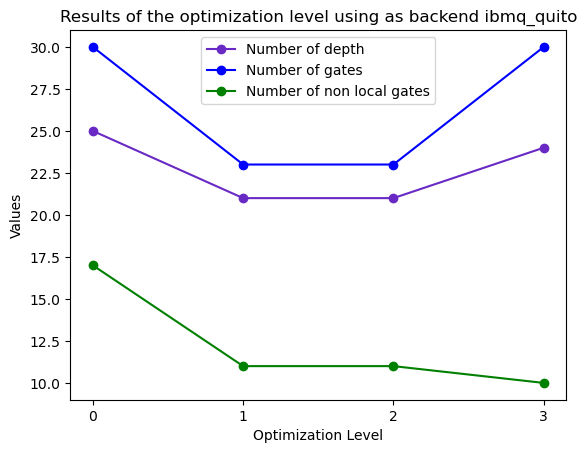 Results of the optimization level using as backend ibmq_quito
30.0
27.5
25.0
22.5
20.0
17.5
15.0
12.5
10.0
Values
Number of depth
Number of gates
Number of non local gates
0 1 2 3
Optimization Level